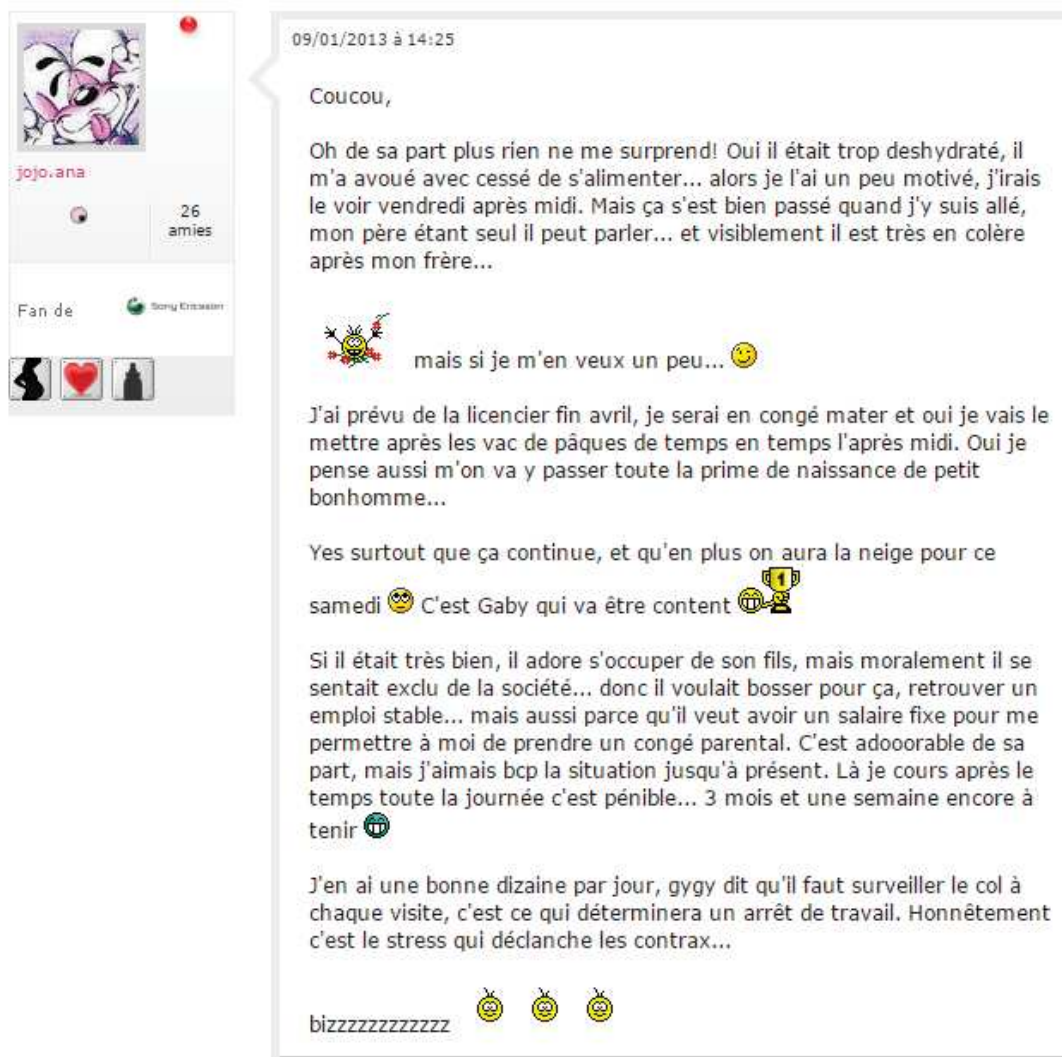 jojo.ana
26
amies
Fan de
Sony Ericsson
09/01/2013 à 14:25
Coucou,
Oh de sa part plus rien ne me surprend! Oui il était trop deshydraté, il
m'a avoué avec cessé de s'alimenter... alors je l'ai un peu motivé, j'irais
le voir vendredi après midi. Mais ça s'est bien passé quand j'y suis allé,
mon père étant seul il peut parler... et visiblement il est très en colère
après mon frère...
mais si je m'en veux un peu...
J'ai prévu de la licencier fin avril, je serai en congé mater et oui je vais le
mettre après les vac de pâques de temps en temps l'après midi. Oui je
pense aussi m'on va y passer toute la prime de naissance de petit
bonhomme...
Yes surtout que ça continue, et qu'en plus on aura la neige pour ce
samedi C'est Gaby qui va être content 1
Si il était très bien, il adore s'occuper de son fils, mais moralement il se
sentait exclu de la société... donc il voulait bosser pour ça, retrouver un
emploi stable... mais aussi parce qu'il veut avoir un salaire fixe pour me
permettre à moi de prendre un congé parental. C'est adooorable de sa
part, mais j'aimais bcp la situation jusqu'à présent. Là je cours après le
temps toute la journée c'est pénible... 3 mois et une semaine encore à
tenir
J'en ai une bonne dizaine par jour, gygy dit qu'il faut surveiller le col à
chaque visite, c'est ce qui déterminera un arrêt de travail. Honnêtement
c'est le stress qui déclanche les contrax...
bizzzzzzzzzzzz